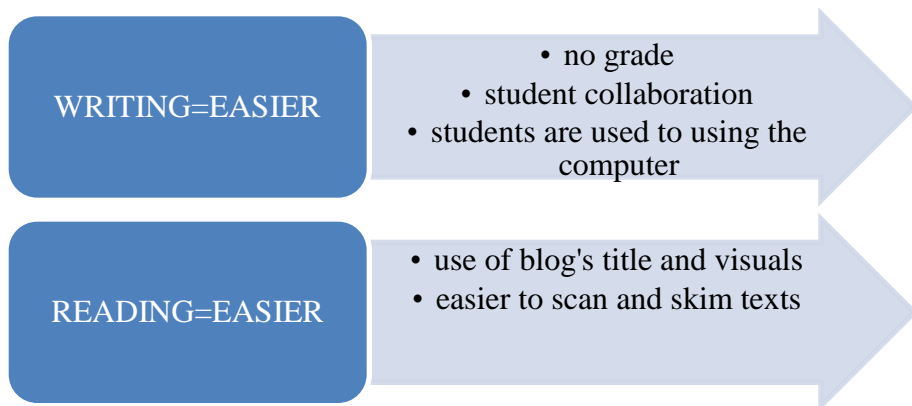 WRITING=EASIER
• no grade
• student collaboration
• students are used to using the
computer
READING=EASIER
• use of blog's title and visuals
• easier to scan and skim texts